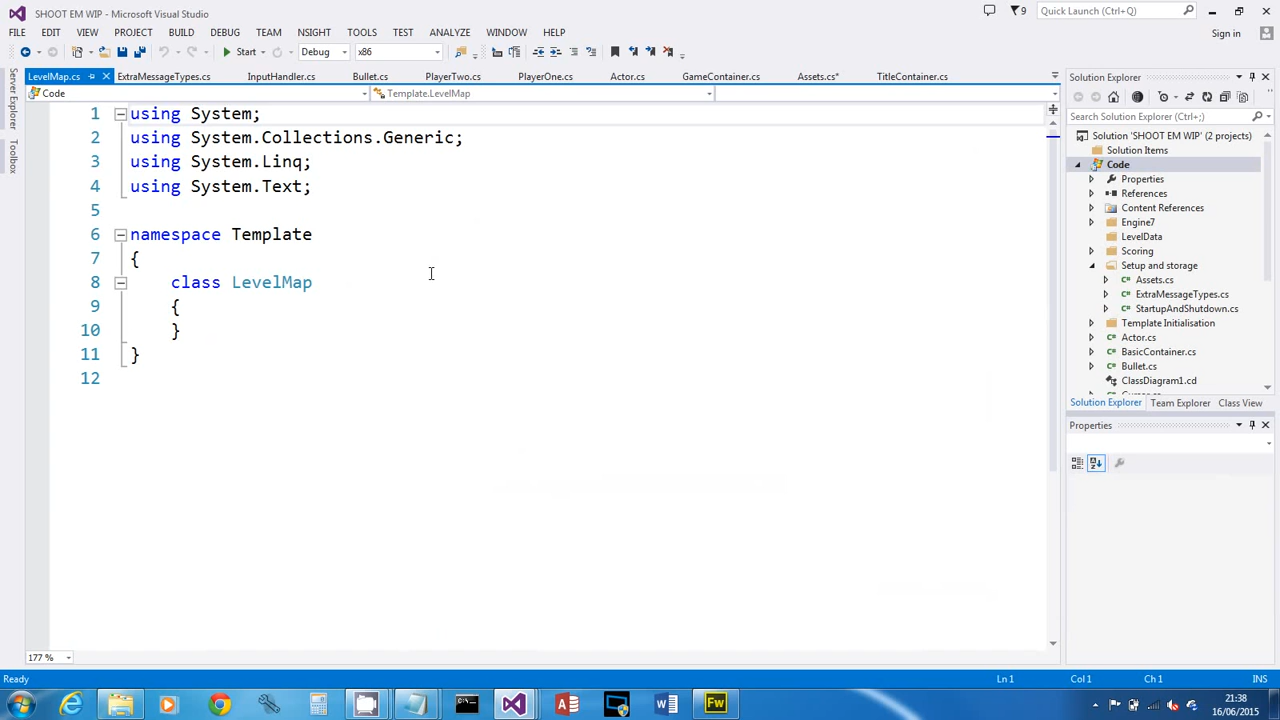 SHOOT EM WIP - Microsoft Visual Studio
9
Quick Launch (Ctrl+Q)
FILE EDIT VIEW PROJECT BUILD DEBUG TEAM NSIGHT TOOLS TEST ANALYZE WINDOW HELP
Sign in
Start Debug x86
LevelMap.cs ExtraMessageTypes.cs InputHandler.cs Bullet.cs PlayerTwo.cs PlayerOne.cs Actor.cs GameContainer.cs Assets.cs* TitleContainer.cs
Code Template.LevelMap
Server Explorer
Toolbox
1 using System;
2 using System.Collections.Generic;
3 using System.Linq;
4 using System.Text;
5
6 namespace Template
7 {
8 class LevelMap
9 {
10 }
11 }
12
177 %
Solution Explorer
Search Solution Explorer (Ctrl+;)
Solution 'SHOOT EM WIP' (2 projects)
Solution Items
Code
Properties
References
Content References
Engine7
LevelData
Scoring
Setup and storage
Assets.cs
ExtraMessageTypes.cs
StartupAndShutdown.cs
Template Initialisation
Actor.cs
BasicContainer.cs
Bullet.cs
ClassDiagram1.cd
Solution Explorer Team Explorer Class View
Properties
Ready
Ln 1 Col 1 Ch 1 INS
Fw
21:38
16/06/2015